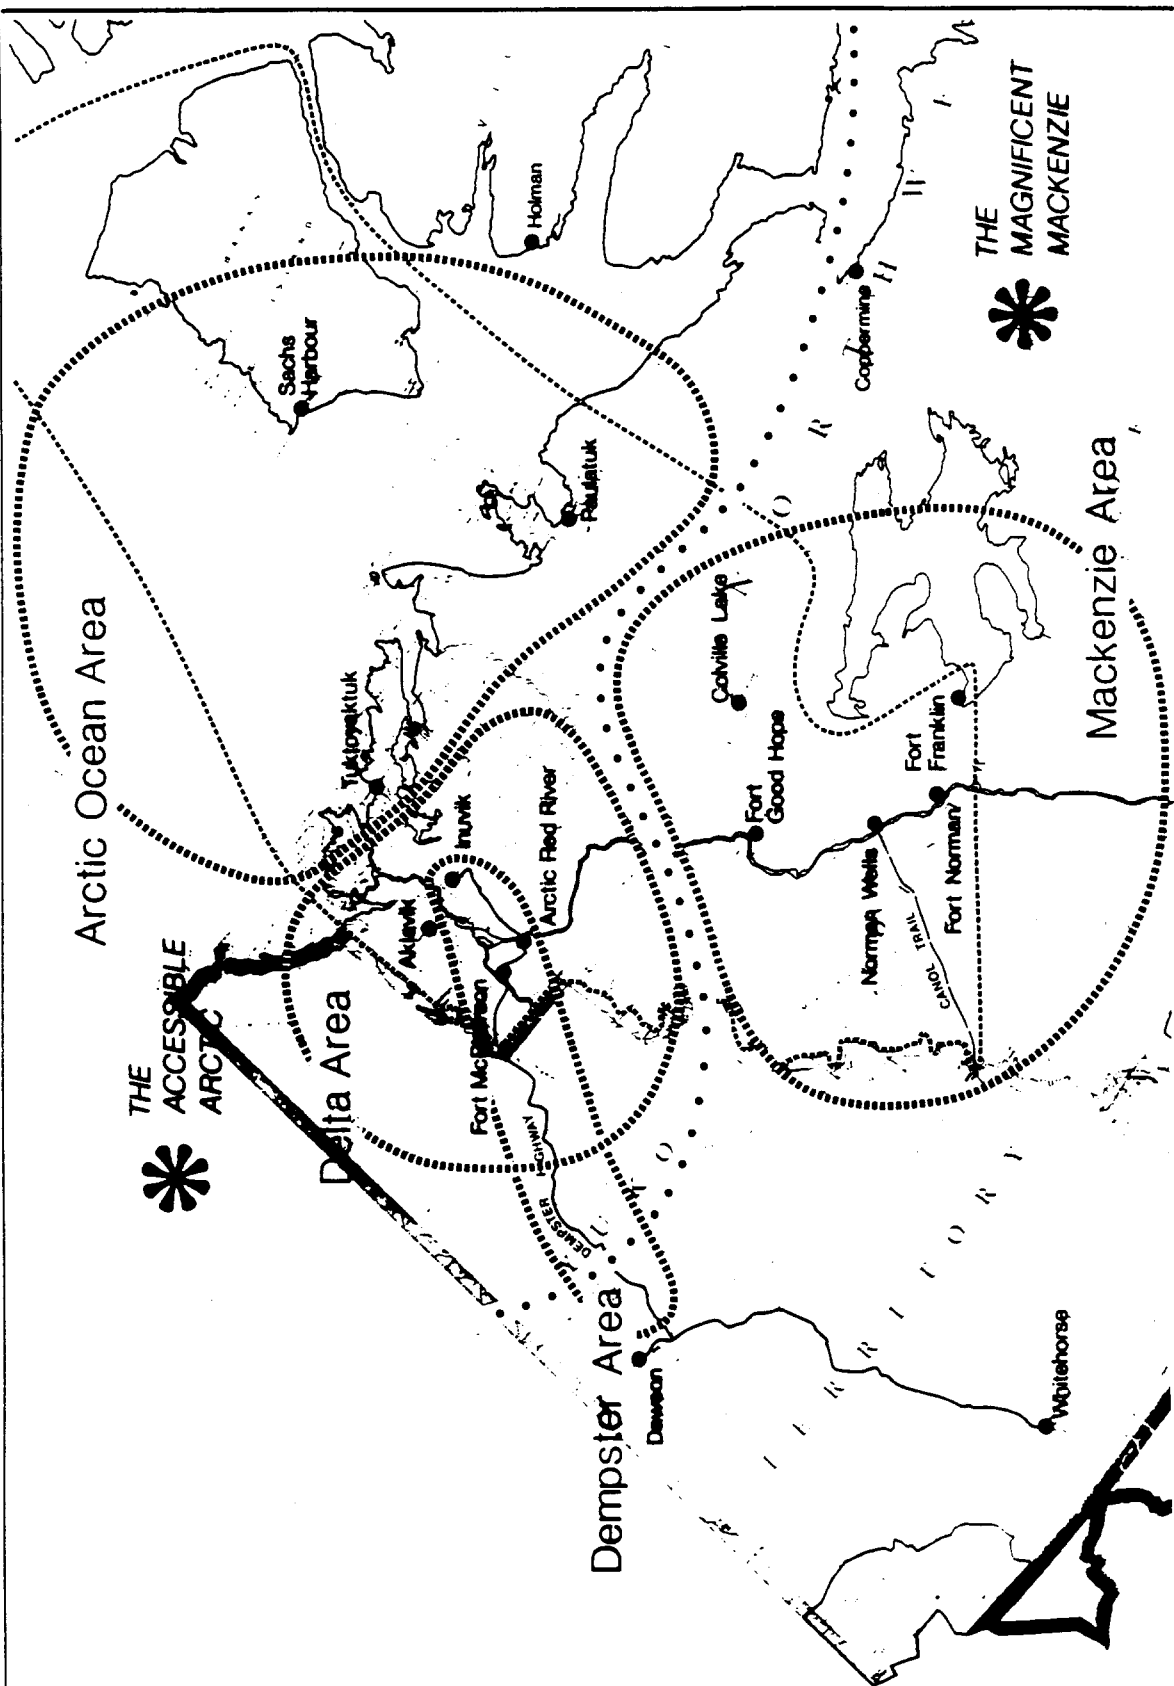 THE
ACCESSIBLE
ARCTIC
Arctic Ocean Area
Delta Area
Dempster Area
Mackenzie Area
THE
MAGNIFICENT
MACKENZIE
Sachs
Harbour
Holman
Paulatuk
Tuktoyaktuk
Inuvik
Aklavik
Arctic Red River
Fort McPherson
DEMPSTER HIGHWAY
Dawson
Whitehorse
Coppermine
Colville Lake
Fort
Good Hope
Fort
Franklin
Norman Wells
Fort Norman
CANOL TRAIL